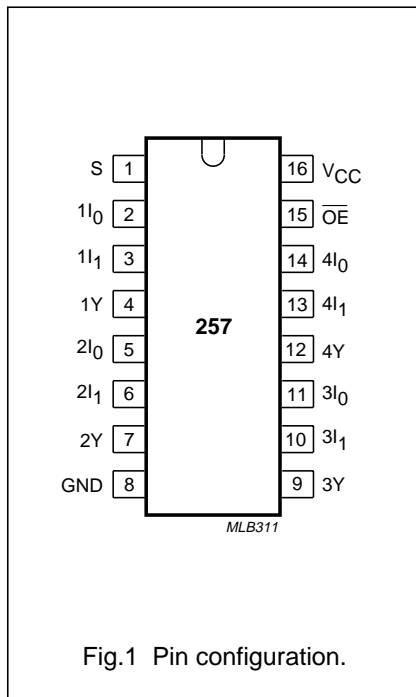 S 1 16 VCC
1I0 2 15 OE
1I1 3 14 4I0
1Y 4 13 4I1
257
2I0 5 12 4Y
2I1 6 11 3I0
2Y 7 10 3I1
GND 8 9 3Y
MLB311
Fig.1 Pin configuration.